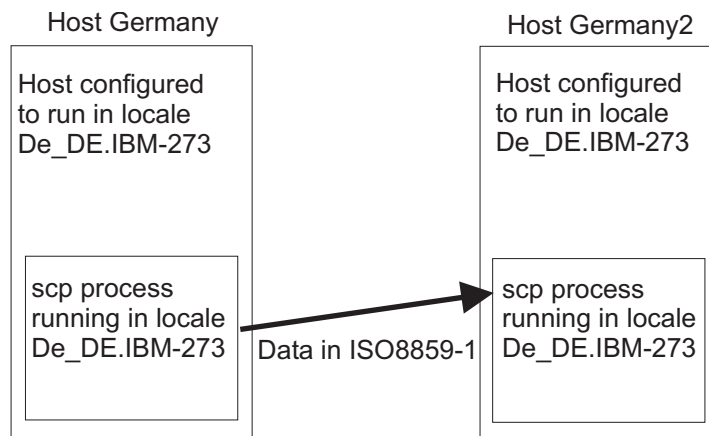 Host Germany
Host configured
to run in locale
De_DE.IBM-273
scp process
running in locale
De_DE.IBM-273
Data in ISO8859-1
Host Germany2
Host configured
to run in locale
De_DE.IBM-273
scp process
running in locale
De_DE.IBM-273